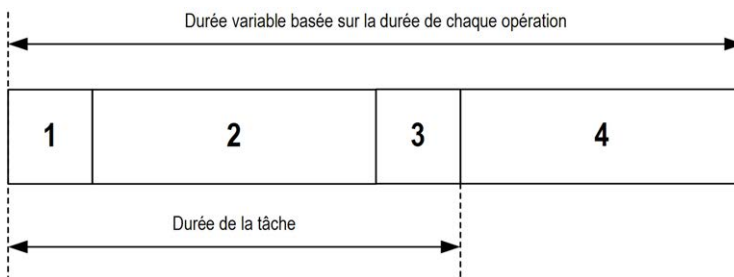 Durée variable basée sur la durée de chaque opération
1 2 3 4
Durée de la tâche